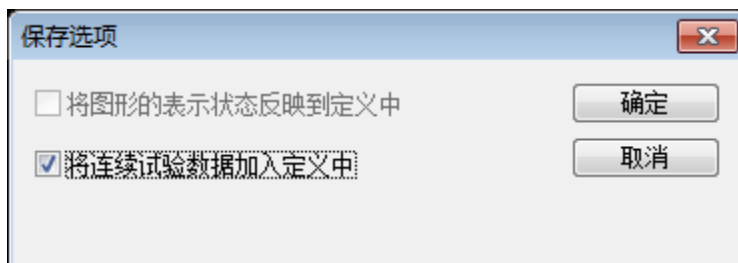 保存选项
将图形的表示状态反映到定义中
确定
将连续试验数据加入定义中
取消